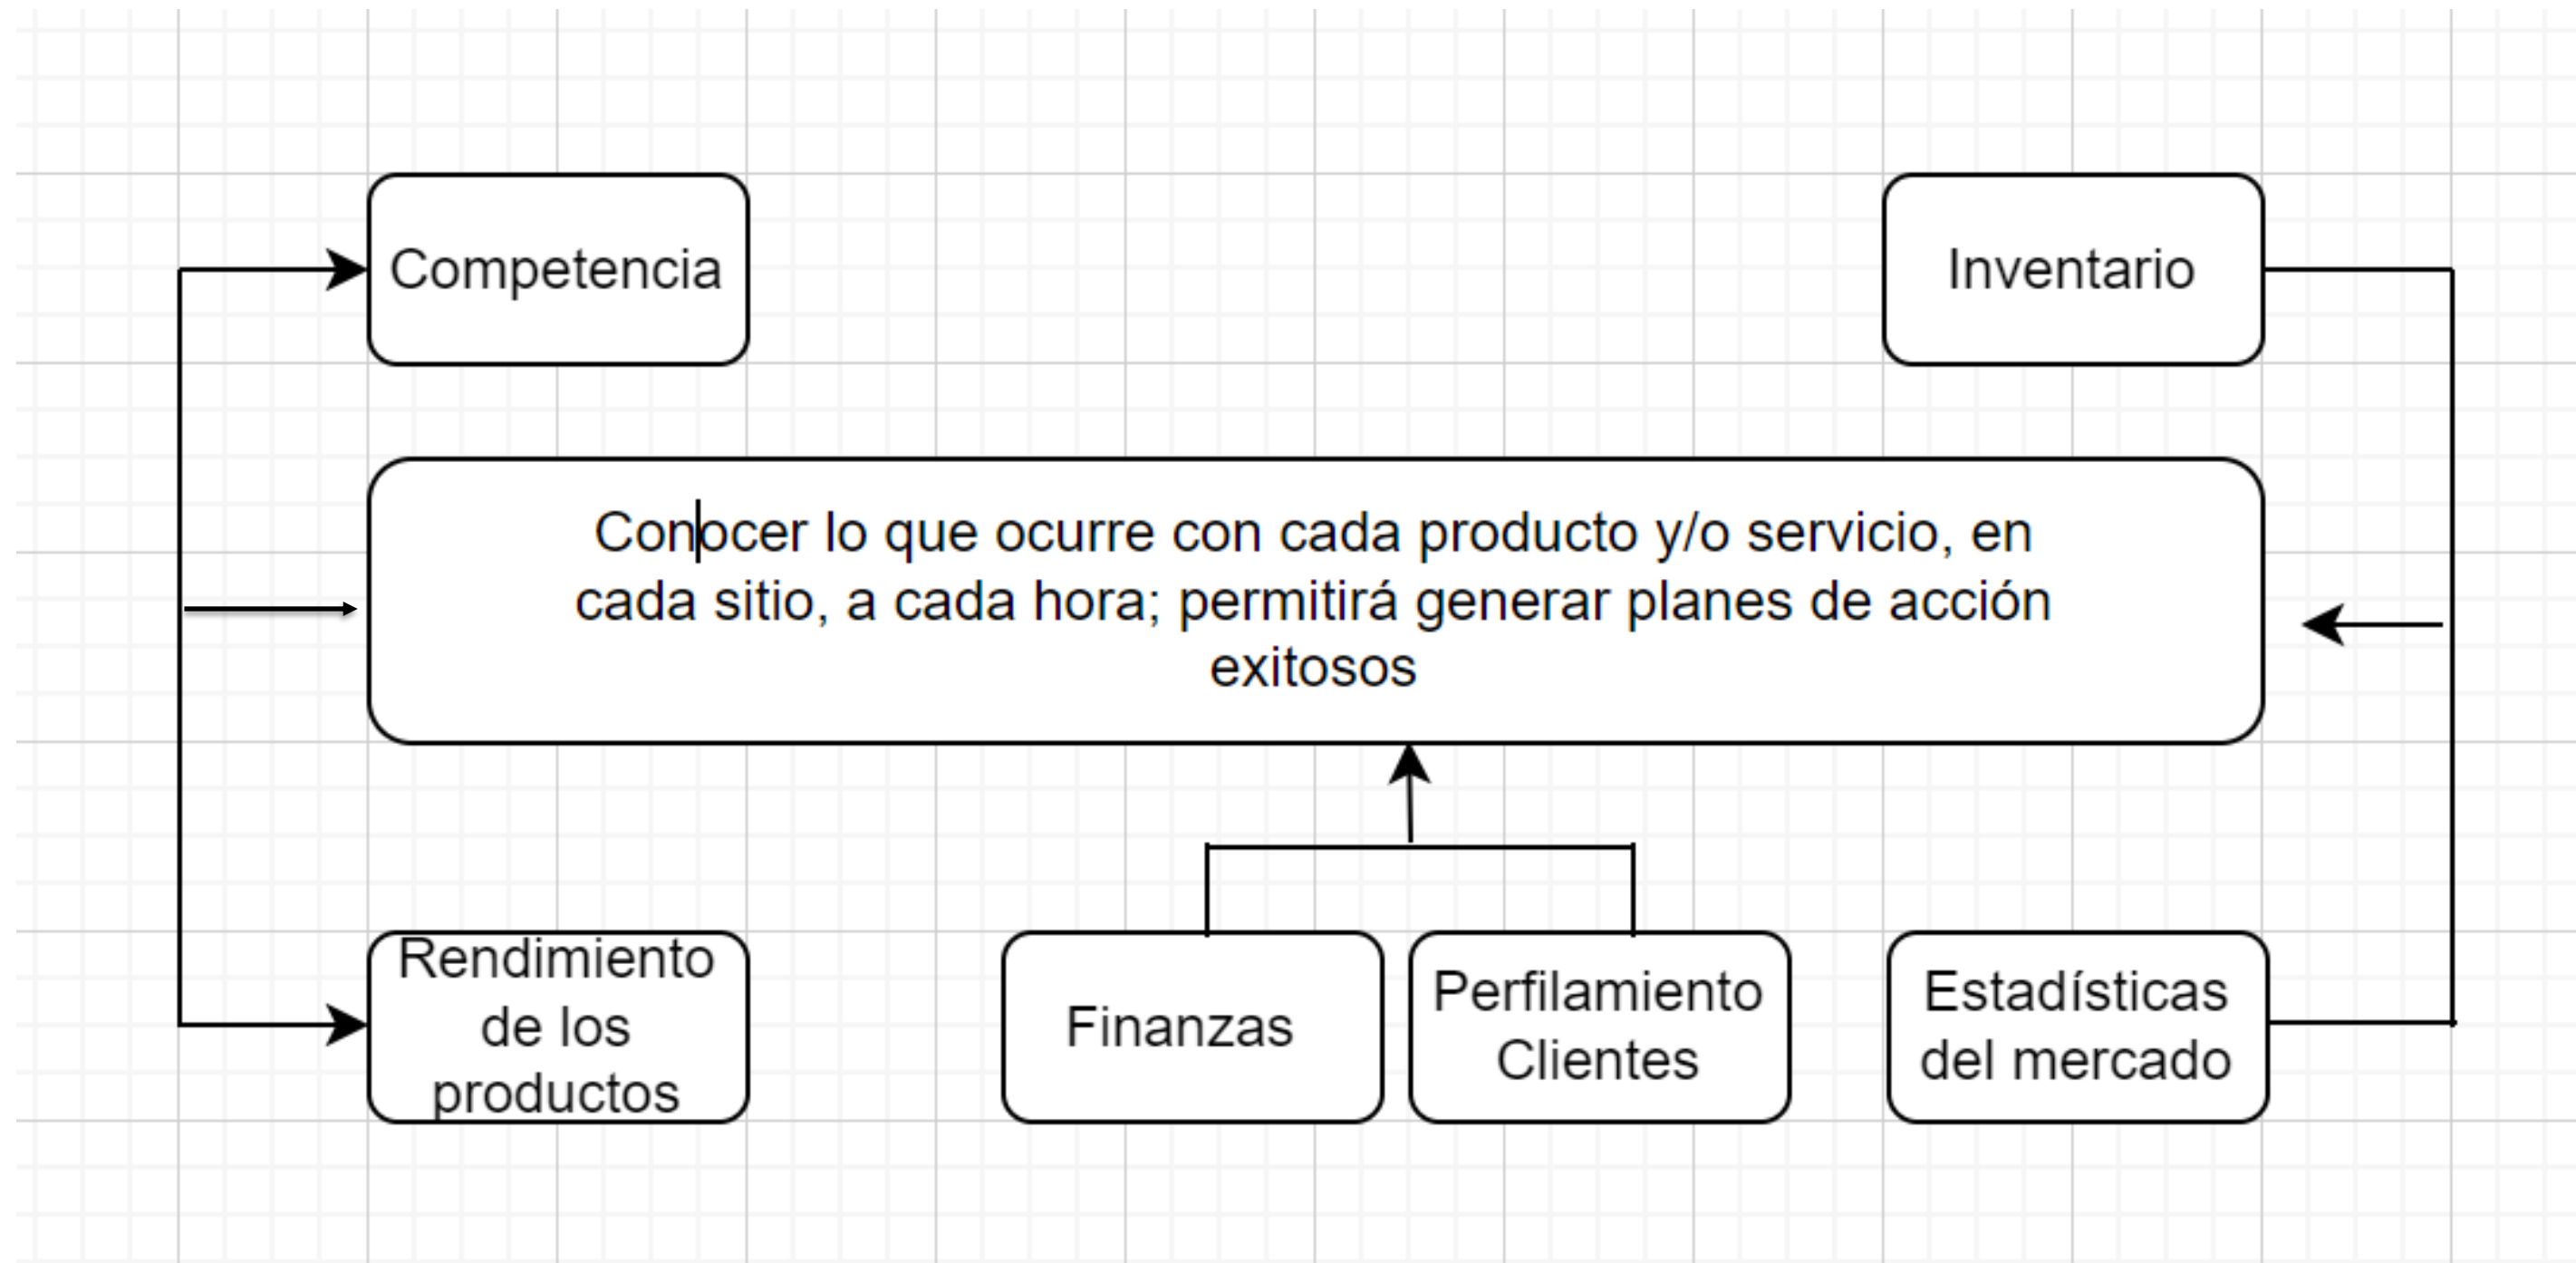 Competencia
Inventario
Conocer lo que ocurre con cada producto y/o servicio, en
cada sitio, a cada hora; permitirá generar planes de acción
exitosos
Rendimiento
de los
productos
Finanzas
Perfilamiento
Clientes
Estadísticas
del mercado